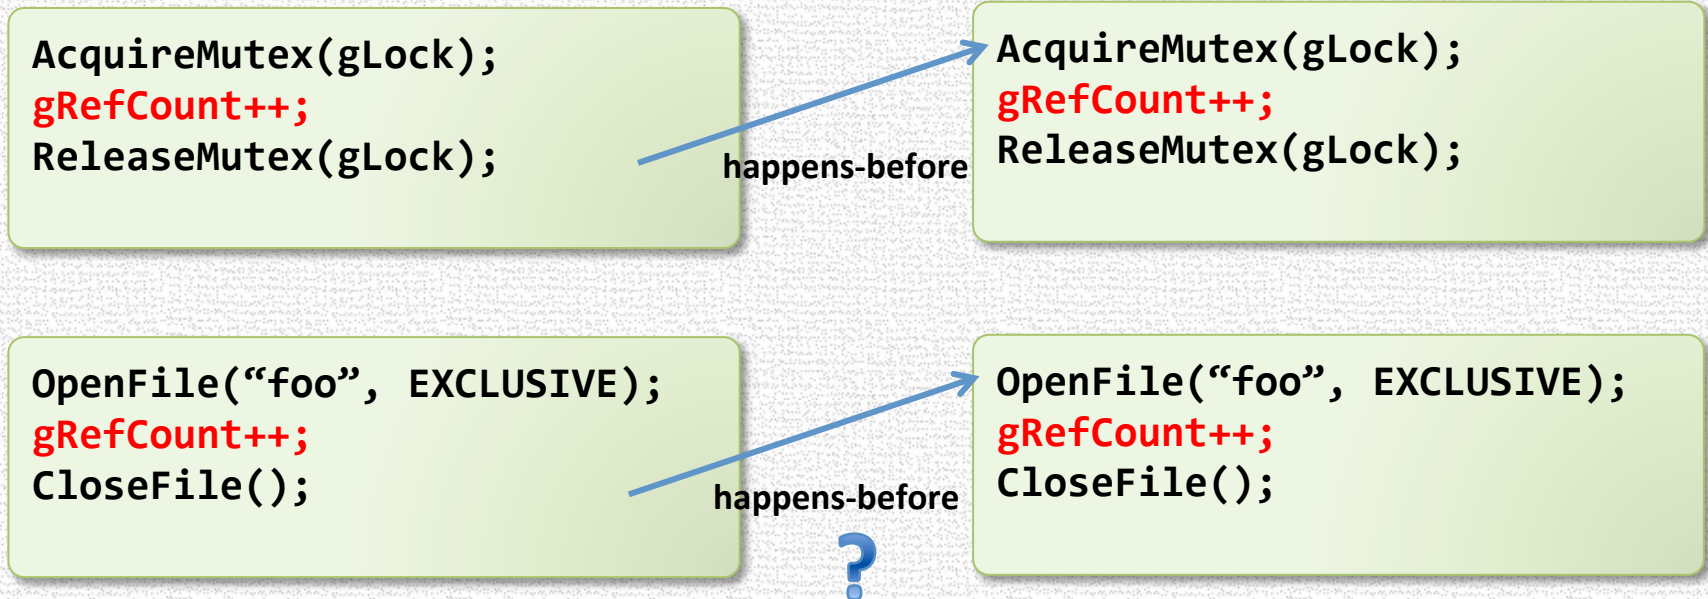 AcquireMutex(gLock);
gRefCount++;
ReleaseMutex(gLock);
happens-before
AcquireMutex(gLock);
gRefCount++;
ReleaseMutex(gLock);
OpenFile(“foo”, EXCLUSIVE);
gRefCount++;
CloseFile();
happens-before
?
OpenFile(“foo”, EXCLUSIVE);
gRefCount++;
CloseFile();